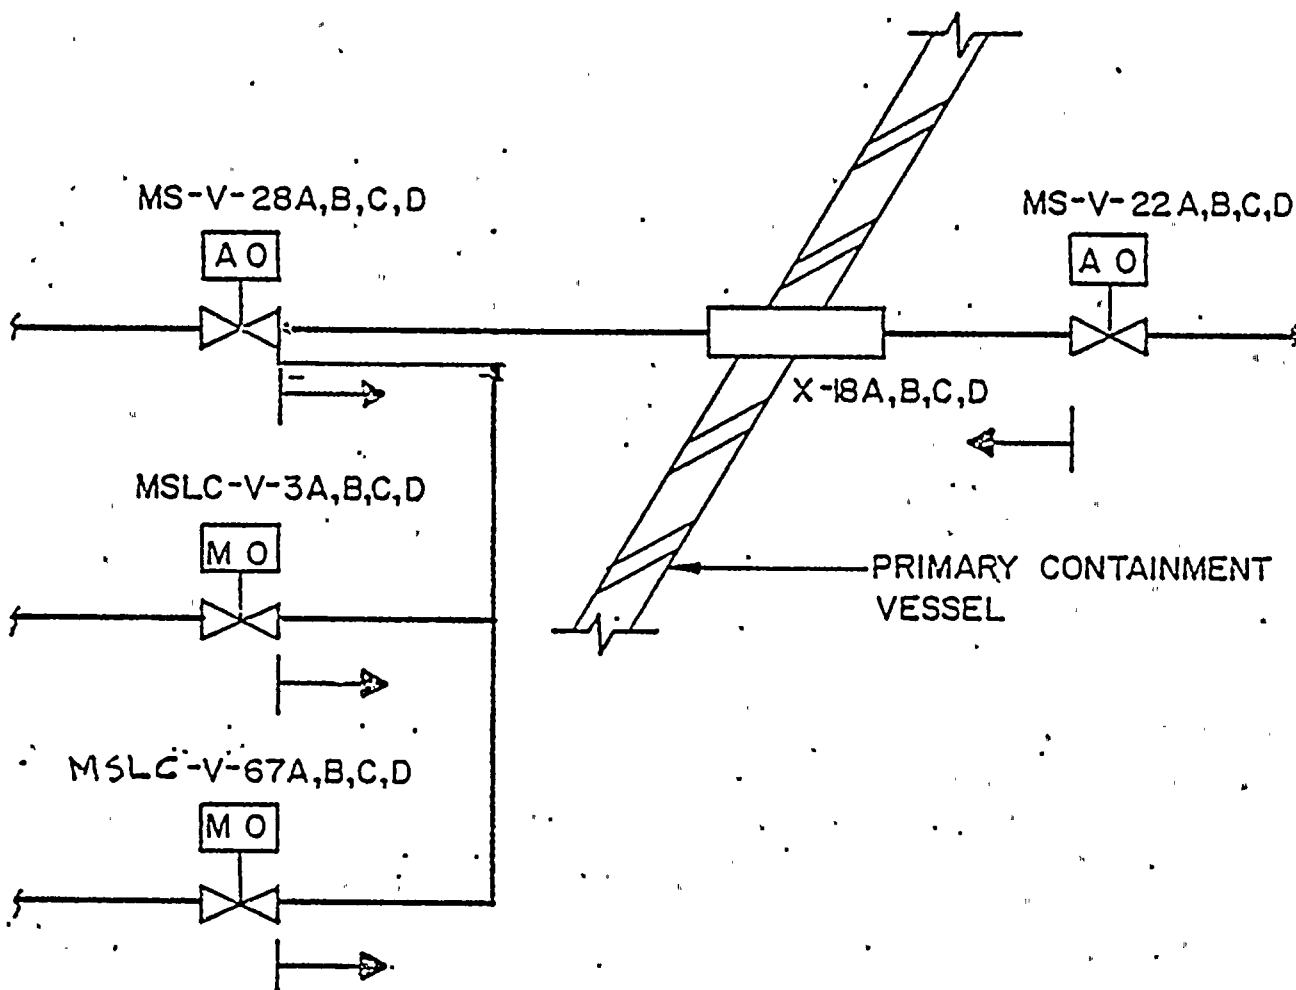 MS-V-28A,B,C,D
MS-V-22A,B,C,D
AO
AO
X-18A,B,C,D
MSLC-V-3A,B,C,D
MO
PRIMARY CONTAINMENT
VESSEL
MSLC-V-67A,B,C,D
MO